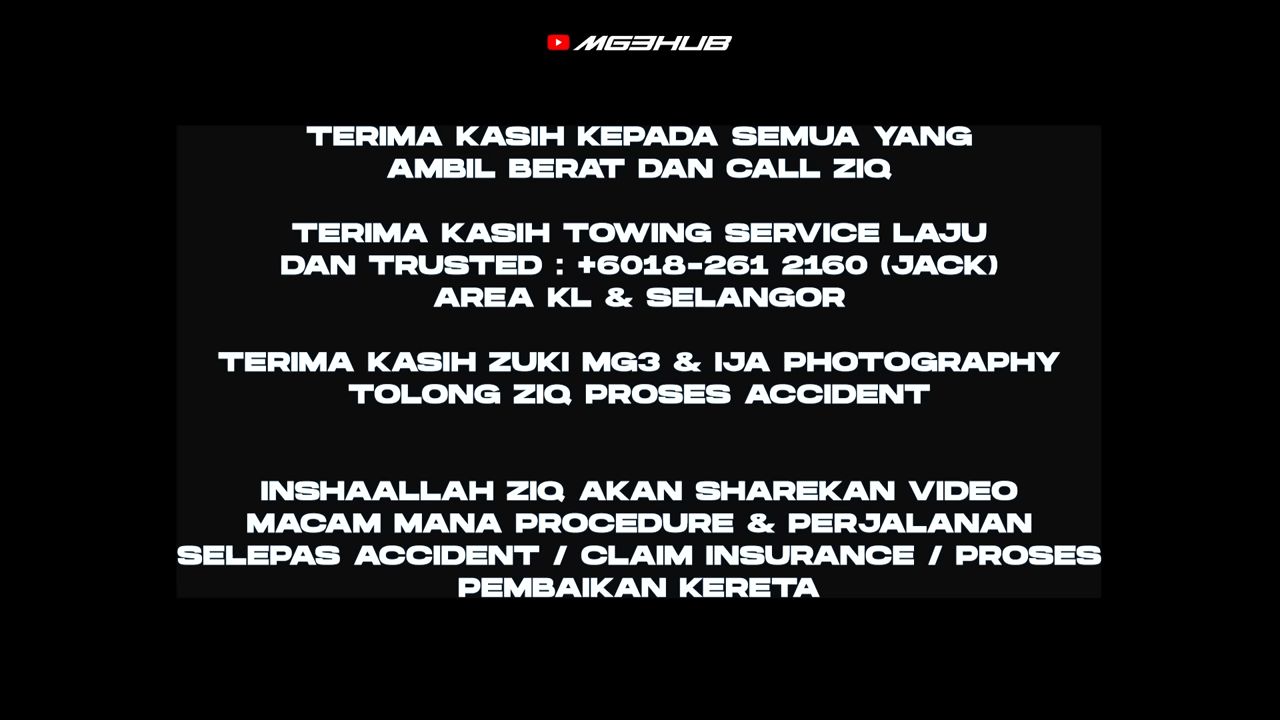 MG3HUB
TERIMA KASIH KEPADA SEMUA YANG
AMBIL BERAT DAN CALL ZIQ
TERIMA KASIH TOWING SERVICE LAJU
DAN TRUSTED : +6018-261 2160 (JACK)
AREA KL & SELANGOR
TERIMA KASIH ZUKI MG3 & IJA PHOTOGRAPHY
TOLONG ZIQ PROSES ACCIDENT
INSHAALLAH ZIQ AKAN SHAREKAN VIDEO
MACAM MANA PROCEDURE & PERJALANAN
SELEPAS ACCIDENT / CLAIM INSURANCE / PROSES
PEMBAIKAN KERETA